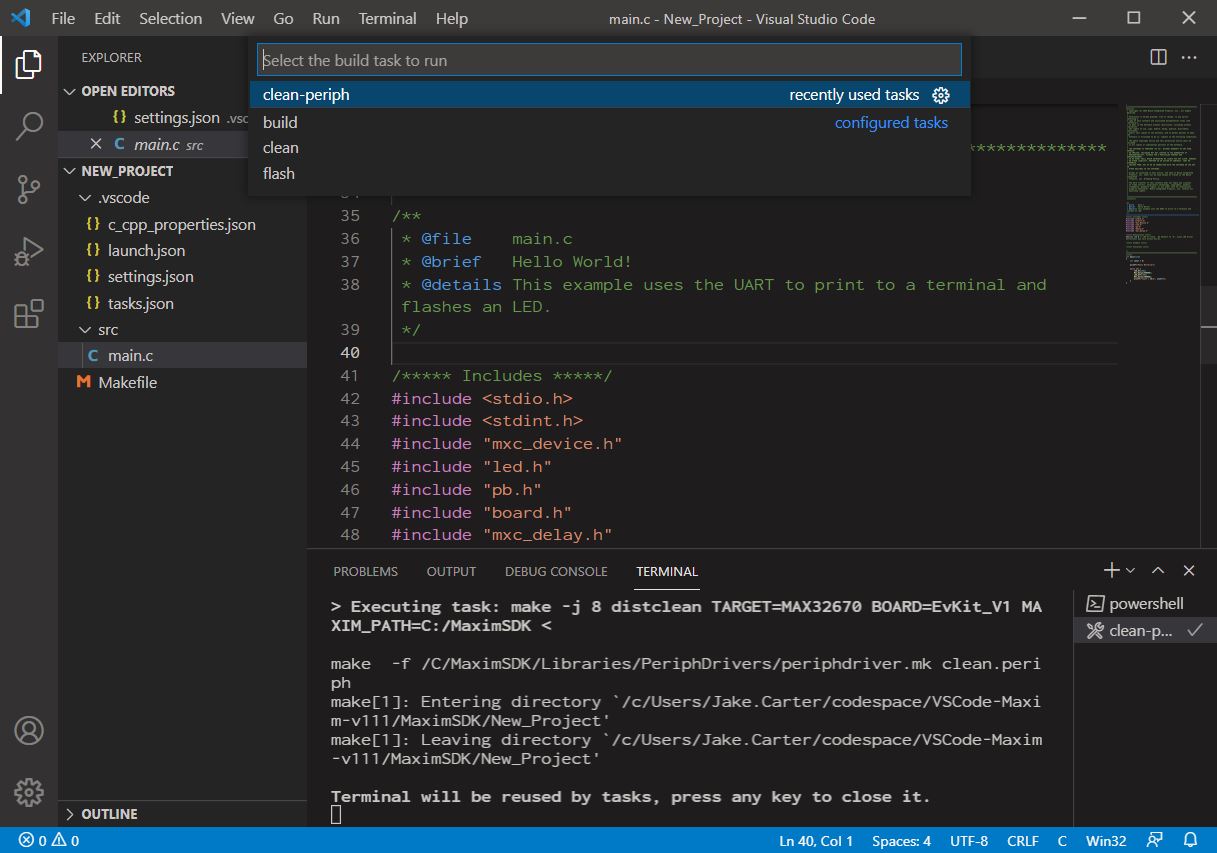 File Edit Selection View Go Run Terminal Help main.c - New_Project - Visual Studio Code
EXPLORER
Select the build task to run
OPEN EDITORS
clean-periph recently used tasks
settings.json .vsc
build configured tasks
main.c src
clean
***************
NEW_PROJECT
flash
.vscode
c_cpp_properties.json
launch.json
settings.json
tasks.json
src
C main.c
M Makefile
35 /**
36 * @file main.c
37 * @brief Hello World!
38 * @details This example uses the UART to print to a terminal and
flashes an LED.
39 */
40
41 /***** Includes *****/
42 #include <stdio.h>
43 #include <stdint.h>
44 #include "mxc_device.h"
45 #include "led.h"
46 #include "pb.h"
47 #include "board.h"
48 #include "mxc_delay.h"
PROBLEMS OUTPUT DEBUG CONSOLE TERMINAL
> Executing task: make -j 8 distclean TARGET=MAX32670 BOARD=EvKit_V1 MA
XIM_PATH=C:/MaximSDK <
make  -f /C/MaximSDK/Libraries/PeriphDrivers/periphdriver.mk clean.peri
ph
make[1]: Entering directory `/c/Users/Jake.Carter/codespace/VSCode-Maxi
m-v111/MaximSDK/New_Project'
make[1]: Leaving directory `/c/Users/Jake.Carter/codespace/VSCode-Maxim
-v111/MaximSDK/New_Project'
Terminal will be reused by tasks, press any key to close it.
powershell
clean-p...
OUTLINE
0 0 Ln 40, Col 1 Spaces: 4 UTF-8 CRLF C Win32